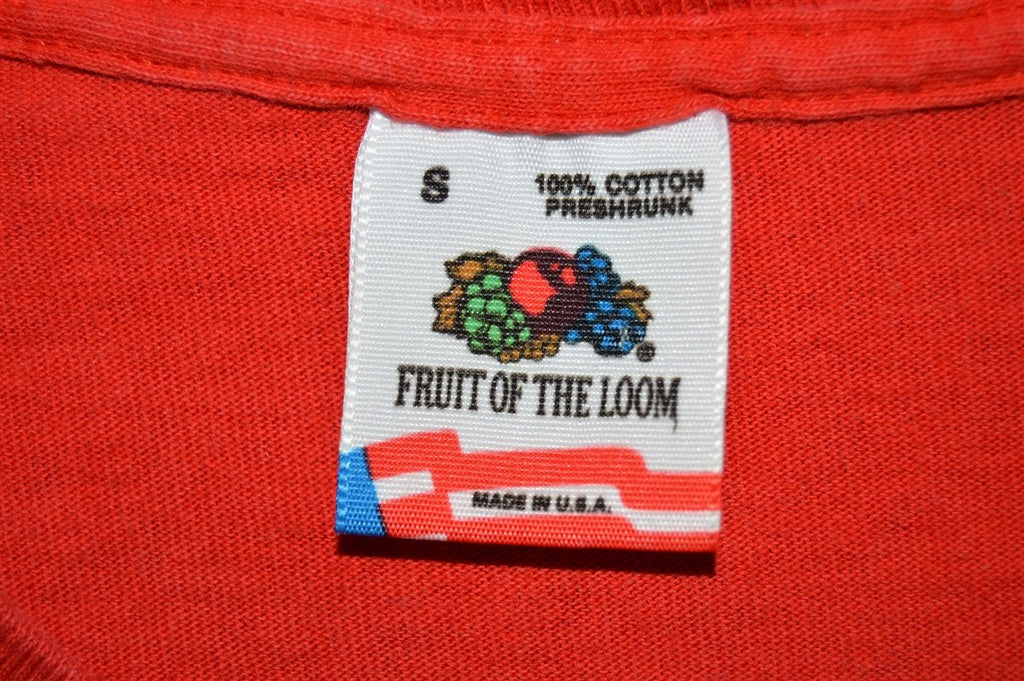 S
100% COTTON
PRESHRUNK
®
FRUIT OF THE LOOM
MADE IN U.S.A.